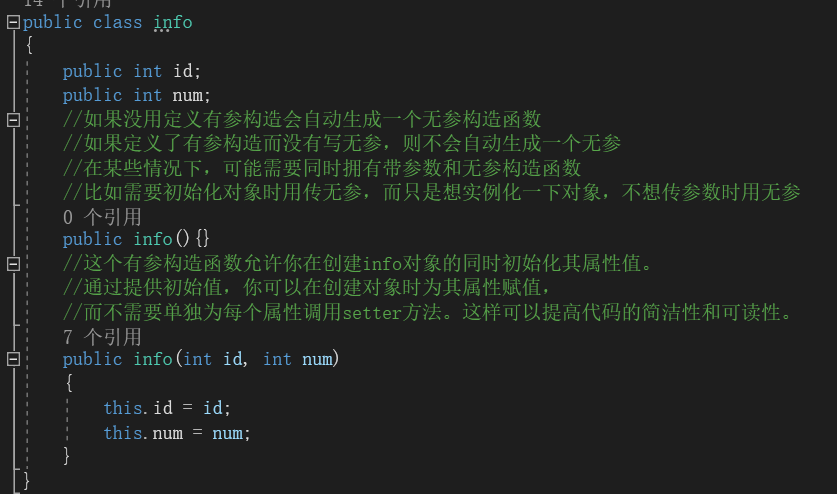 14 个引用
public class info
{
public int id;
public int num;
//如果没用定义有参构造会自动生成一个无参构造函数
//如果定义了有参构造而没有写无参，则不会自动生成一个无参
//在某些情况下，可能需要同时拥有带参数和无参构造函数
//比如需要初始化对象时用传无参，而只是想实例化一下对象，不想传参数时用无参
0 个引用
public info(){}
//这个有参构造函数允许你在创建info对象的同时初始化其属性值。
//通过提供初始值，你可以在创建对象时为其属性赋值，
//而不需要单独为每个属性调用setter方法。这样可以提高代码的简洁性和可读性。
7 个引用
public info(int id, int num)
{
this.id = id;
this.num = num;
}
}